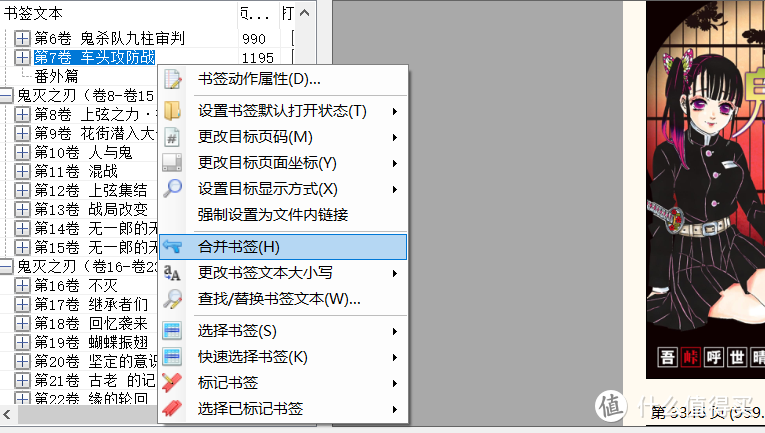 书签文本 页... 打
第6卷 鬼杀队九柱审判 990
第7卷 车头攻防战 1195
番外篇
鬼灭之刃（卷8-卷15
第8卷 上弦之力·
第9卷 花街潜入大
第10卷 人与鬼
第11卷 混战
第12卷 上弦集结
第13卷 战局改变
第14卷 无一郎的无
第15卷 无一郎的无
鬼灭之刃（卷16-卷23
第16卷 不灭
第17卷 继承者们
第18卷 回忆袭来
第19卷 蝴蝶振翅
第20卷 坚定的意识
第21卷 古老 的记
第22卷 缘的轮回
书签动作属性(D)...
设置书签默认打开状态(T)
更改目标页码(M)
更改目标页面坐标(Y)
设置目标显示方式(X)
强制设置为文件内链接
合并书签(H)
更改书签文本大小写
查找/替换书签文本(W)...
选择书签(S)
快速选择书签(K)
标记书签
选择已标记书签
吾峠呼世晴
第 3348 页 (959.
值 什么值得买